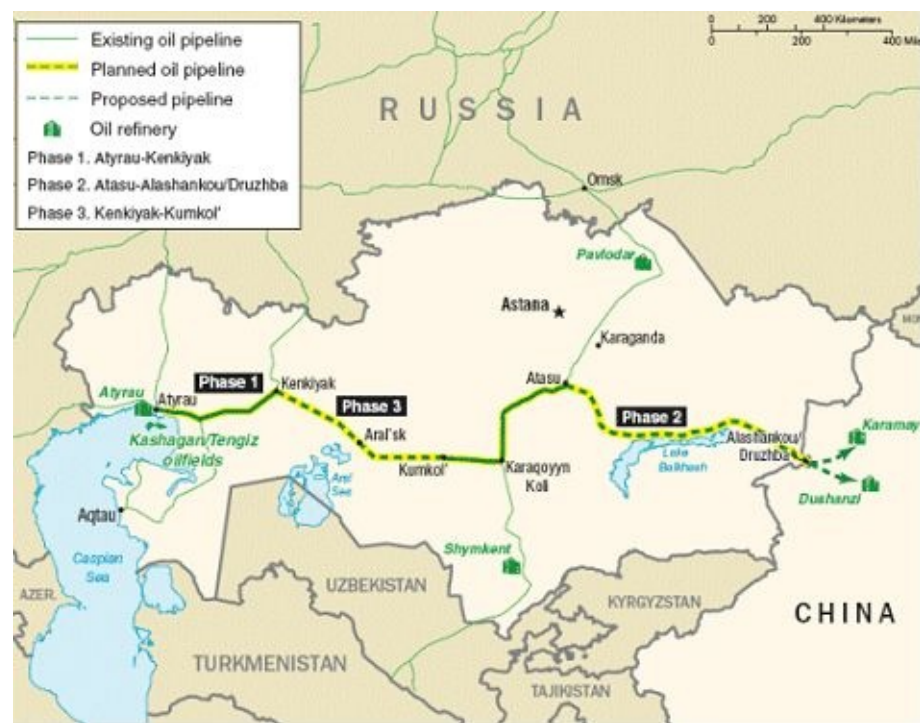 Existing oil pipeline
Planned oil pipeline
Proposed pipeline
Oil refinery
Phase 1. Atyrau-Kenkiyak
Phase 2. Atasu-Alashankou/Druzhba
Phase 3. Kenkiyak-Kumkol'
0 200 400 Kilometers
0 200 400 Mile
RUSSIA
Omsk
Pavlodar
Astana
Karaganda
Atasu
Phase 1
Kenkiyak
Atyrau
Atyrau
Phase 3
Phase 2
Karamay
Kashagan/Tengiz
oilfields
Aral'sk
Alashankou/
Druzhba
Lake
Balkhash
Kumkol'
Karaqoyyn
Koli
Aral
Sea
Dushanzi
Aqtau
Shymkent
Caspian
Sea
UZBEKISTAN
AZER.
KYRGYZSTAN
CHINA
TURKMENISTAN
TAJIKISTAN